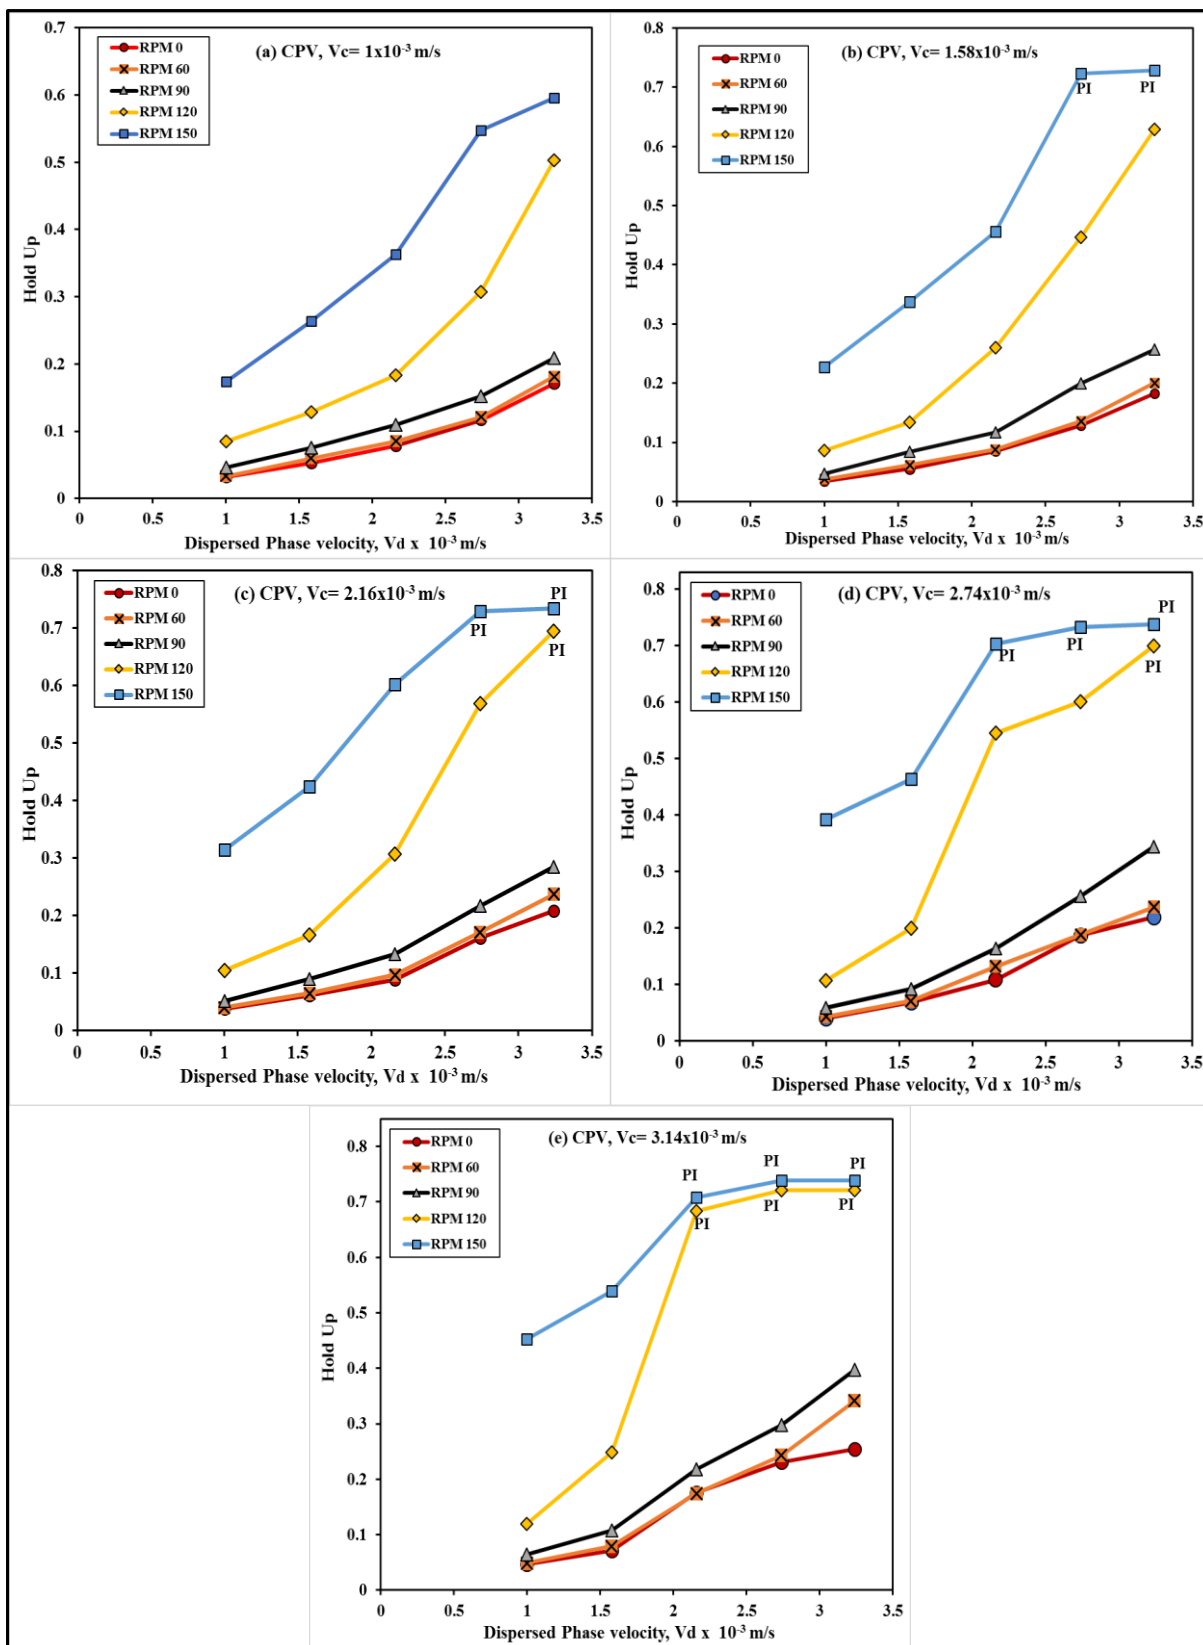 (a) CPV, Vc= 1x10⁻³ m/s
RPM 0
RPM 60
RPM 90
RPM 120
RPM 150
Hold Up
0.7
0.6
0.5
0.4
0.3
0.2
0.1
0
0 0.5 1 1.5 2 2.5 3 3.5
Dispersed Phase velocity, Vd x 10⁻³ m/s
(b) CPV, Vc= 1.58x10⁻³ m/s
RPM 0
RPM 60
RPM 90
RPM 120
RPM 150
PI PI
Hold Up
0.8
0.7
0.6
0.5
0.4
0.3
0.2
0.1
0
0 0.5 1 1.5 2 2.5 3 3.5
Dispersed Phase velocity, Vd x 10⁻³ m/s
(c) CPV, Vc= 2.16x10⁻³ m/s
RPM 0
RPM 60
RPM 90
RPM 120
RPM 150
PI
PI
PI
Hold Up
0.8
0.7
0.6
0.5
0.4
0.3
0.2
0.1
0
0 0.5 1 1.5 2 2.5 3 3.5
Dispersed Phase velocity, Vd x 10⁻³ m/s
(d) CPV, Vc= 2.74x10⁻³ m/s
RPM 0
RPM 60
RPM 90
RPM 120
RPM 150
PI
PI PI
PI
Hold Up
0.8
0.7
0.6
0.5
0.4
0.3
0.2
0.1
0
0 0.5 1 1.5 2 2.5 3 3.5
Dispersed Phase velocity, Vd x 10⁻³ m/s
(e) CPV, Vc= 3.14x10⁻³ m/s
RPM 0
RPM 60
RPM 90
RPM 120
RPM 150
PI PI PI
PI PI PI
Hold Up
0.8
0.7
0.6
0.5
0.4
0.3
0.2
0.1
0
0 0.5 1 1.5 2 2.5 3 3.5
Dispersed Phase velocity, Vd x 10⁻³ m/s